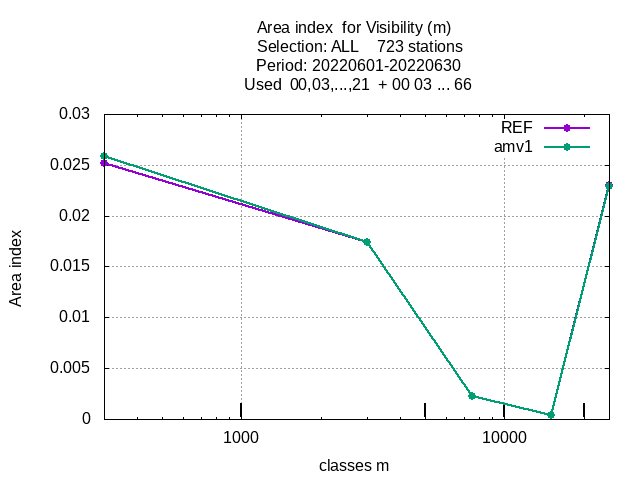 Area index  for Visibility (m)
Selection: ALL    723 stations
Period: 20220601-20220630
Used  00,03,...,21  + 00 03 ... 66
REF
amv1
0.03
0.025
0.02
0.015
0.01
0.005
0
Area index
1000
10000
classes m